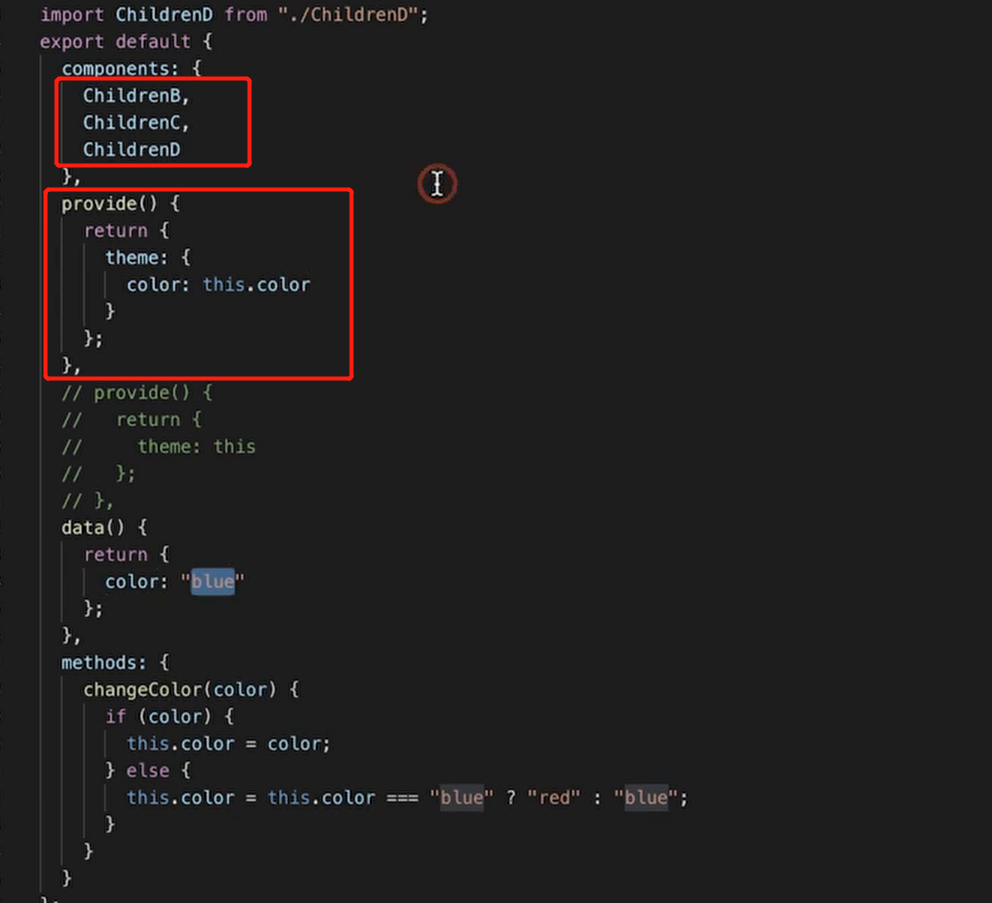 import ChildrenD from "./ChildrenD";
export default {
components: {
ChildrenB,
ChildrenC,
ChildrenD
},
provide() {
return {
theme: {
color: this.color
}
};
},
// provide() {
//   return {
//     theme: this
//   };
// },
data() {
return {
color: "blue"
};
},
methods: {
changeColor(color) {
if (color) {
this.color = color;
} else {
this.color = this.color === "blue" ? "red" : "blue";
}
}
}